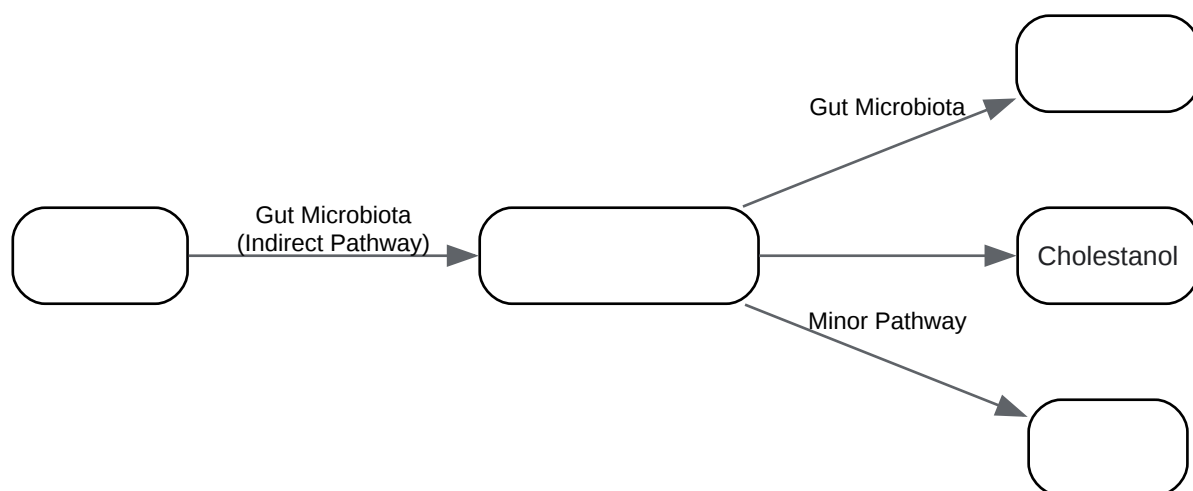 Gut Microbiota
Gut Microbiota
(Indirect Pathway)
Cholestanol
Minor Pathway